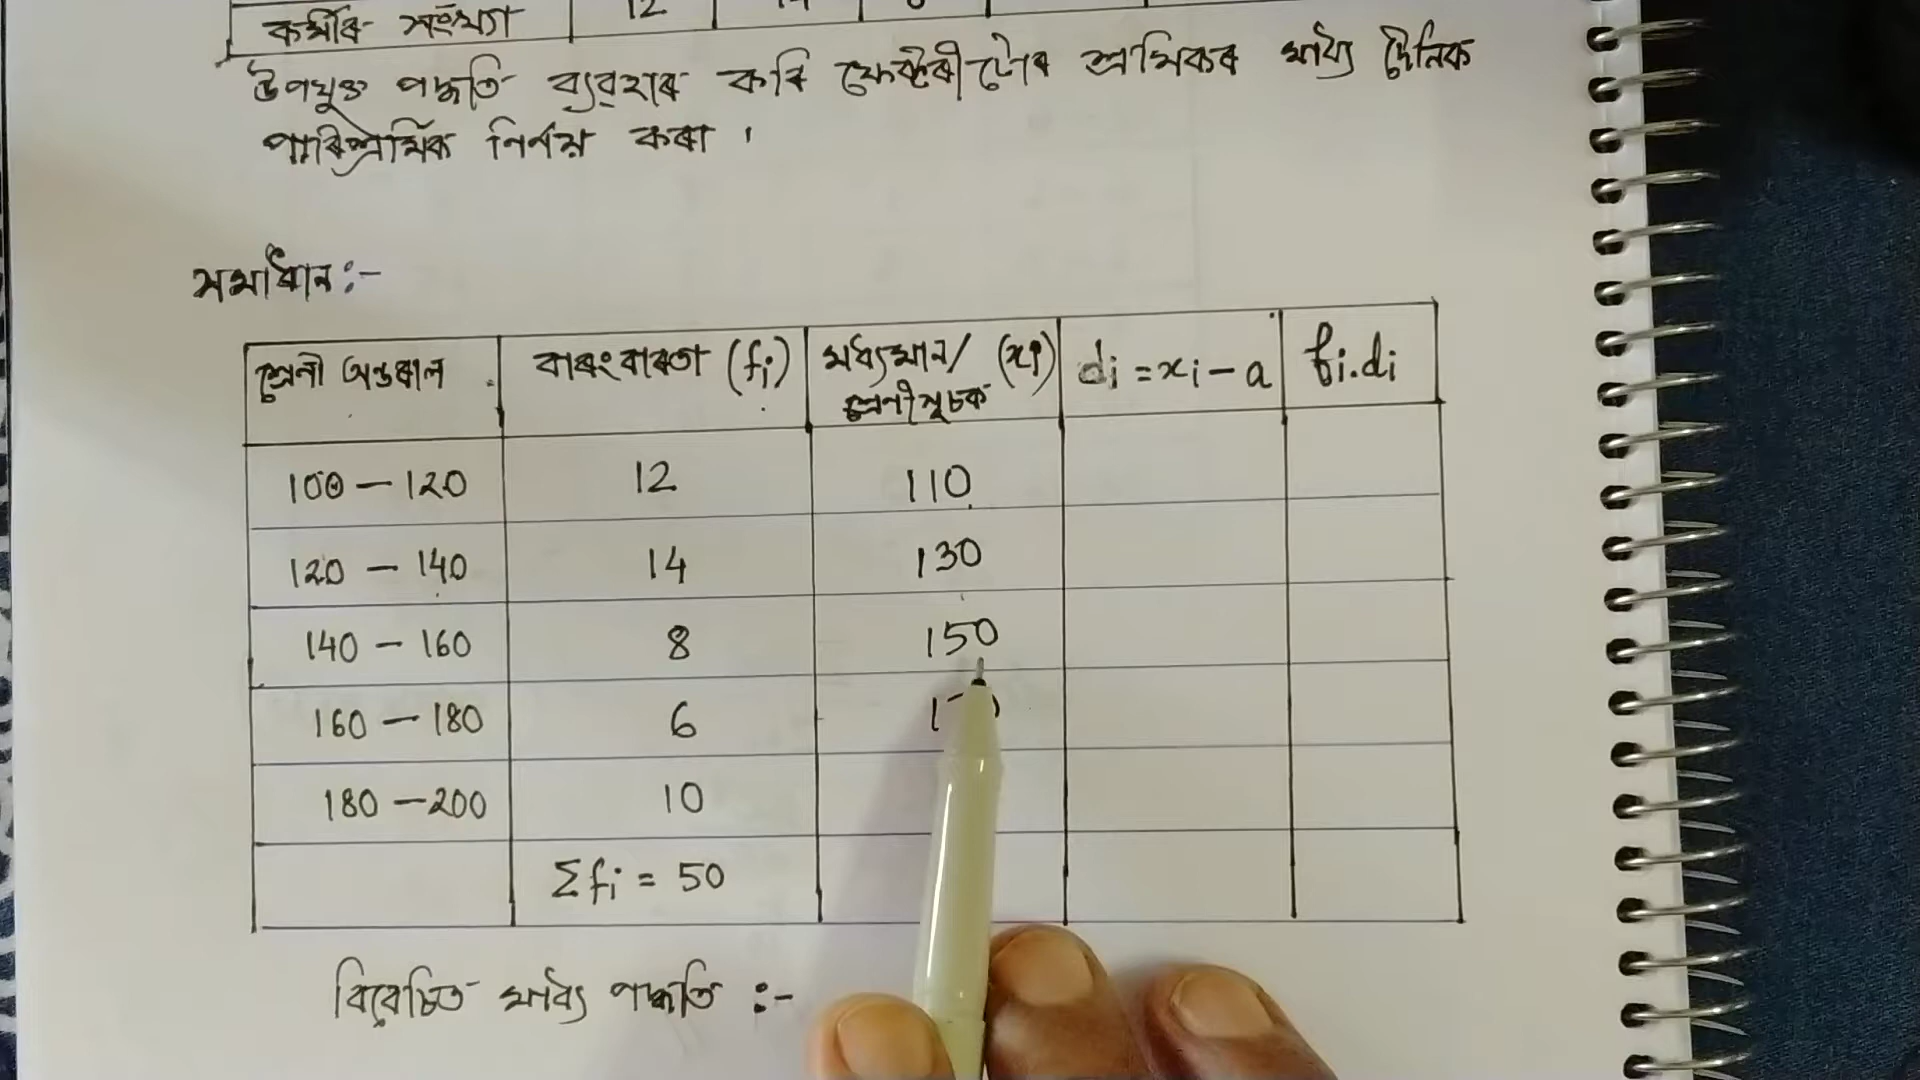 কৰ্মীৰ সংখ্যা 12 14
উপযুক্ত পদ্ধতি ব্যৱহাৰ কৰি ফেক্টৰীটোৰ শ্ৰমিকৰ মাধ্য দৈনিক
পাৰিশ্ৰমিক নিৰ্ণয় কৰা ।
সমাধান :-
শ্ৰেণী অন্তৰাল বাৰংবাৰতা (fi) মধ্যমান/ (xi) di = xi - a fi.di
শ্ৰেণীসূচক
100 - 120 12 110
120 - 140 14 130
140 - 160 8 150
160 - 180 6
180 - 200 10
Σfi = 50
বিবেচিত মাধ্য পদ্ধতি :-